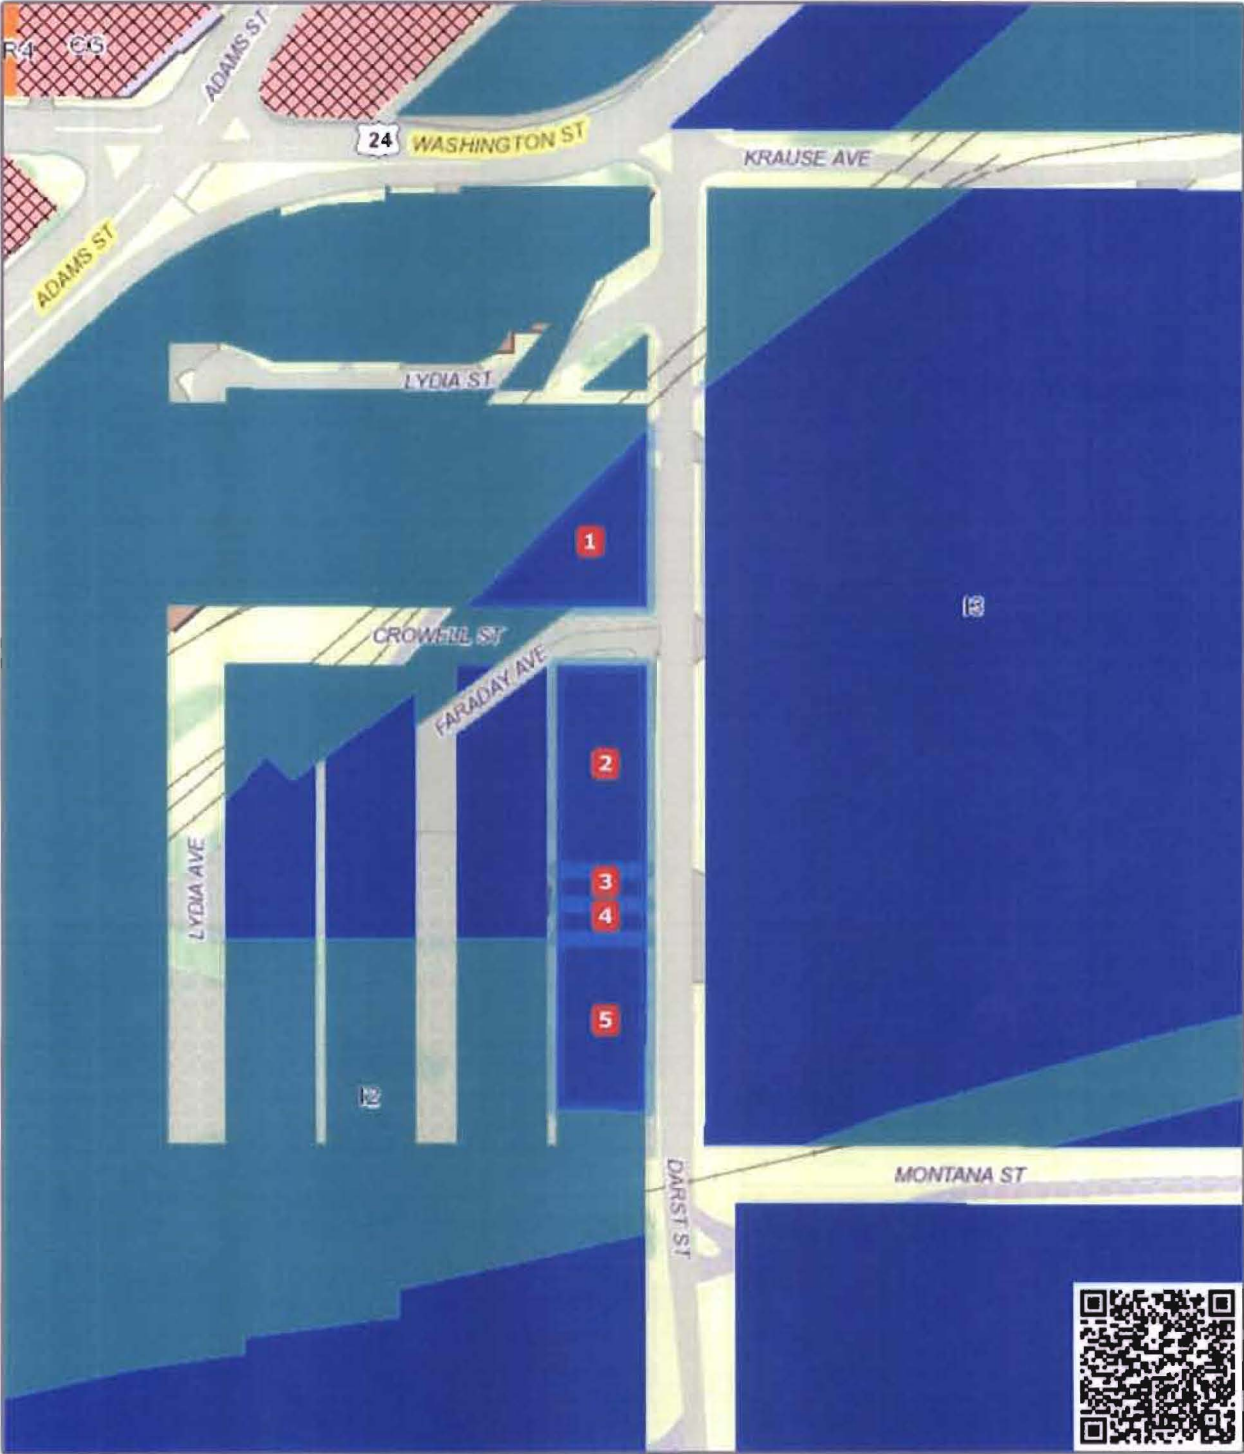 R4
CG
ADAMS ST
24
WASHINGTON ST
KRAUSE AVE
ADAMS ST
LYDIA ST
1
I3
CROWELL ST
FARADAY AVE
2
LYDIA AVE
3
4
5
I2
DARST ST
MONTANA ST